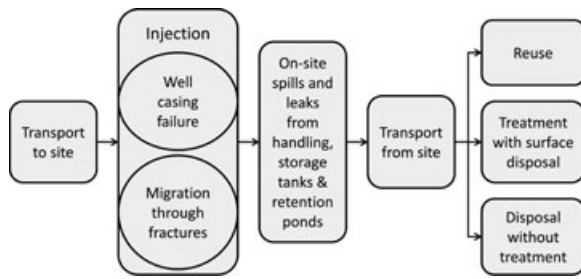 Transport
to site
Injection
Well
casing
failure
Migration
through
fractures
On-site
spills and
leaks
from
handling,
storage
tanks &
retention
ponds
Transport
from site
Reuse
Treatment
with surface
disposal
Disposal
without
treatment